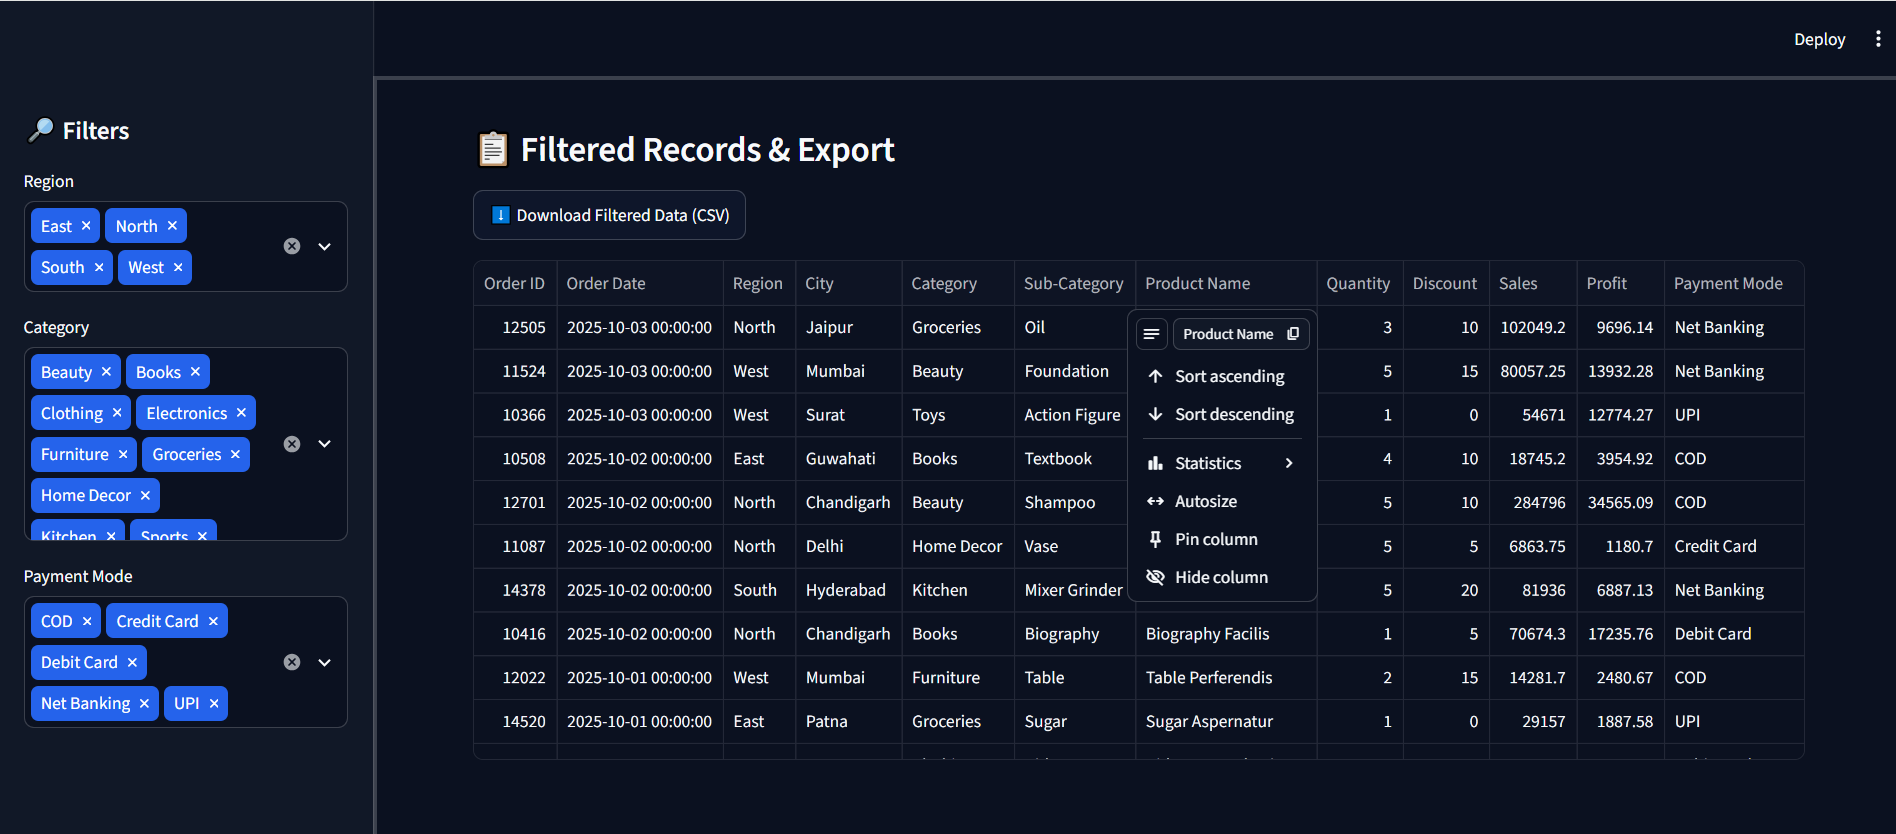 Deploy
Filters
Region
East North
South West
Category
Beauty Books
Clothing Electronics
Furniture Groceries
Home Decor
Kitchen Sports
Payment Mode
COD Credit Card
Debit Card
Net Banking UPI
Filtered Records & Export
Download Filtered Data (CSV)
Order ID Order Date Region City Category Sub-Category Product Name Quantity Discount Sales Profit Payment Mode
12505 2025-10-03 00:00:00 North Jaipur Groceries Oil 3 10 102049.2 9696.14 Net Banking
11524 2025-10-03 00:00:00 West Mumbai Beauty Foundation 5 15 80057.25 13932.28 Net Banking
10366 2025-10-03 00:00:00 West Surat Toys Action Figure 1 0 54671 12774.27 UPI
10508 2025-10-02 00:00:00 East Guwahati Books Textbook 4 10 18745.2 3954.92 COD
12701 2025-10-02 00:00:00 North Chandigarh Beauty Shampoo 5 10 284796 34565.09 COD
11087 2025-10-02 00:00:00 North Delhi Home Decor Vase 5 5 6863.75 1180.7 Credit Card
14378 2025-10-02 00:00:00 South Hyderabad Kitchen Mixer Grinder 5 20 81936 6887.13 Net Banking
10416 2025-10-02 00:00:00 North Chandigarh Books Biography Biography Facilis 1 5 70674.3 17235.76 Debit Card
12022 2025-10-01 00:00:00 West Mumbai Furniture Table Table Perferendis 2 15 14281.7 2480.67 COD
14520 2025-10-01 00:00:00 East Patna Groceries Sugar Sugar Aspernatur 1 0 29157 1887.58 UPI
Product Name
Sort ascending
Sort descending
Statistics
Autosize
Pin column
Hide column